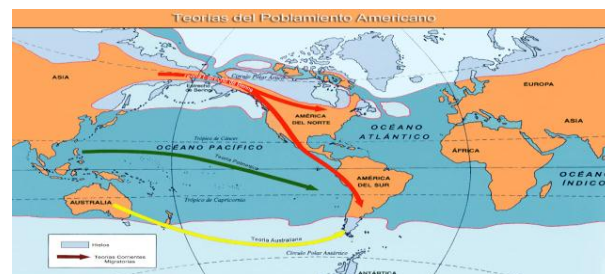 Teorías del Poblamiento Americano
ASIA
Estrecho de Bering
Círculo Polar Ártico
AMÉRICA
DEL NORTE
EUROPA
ASIA
OCÉANO
ATLÁNTICO
Trópico de Cáncer
OCÉANO PACÍFICO
ÁFRICA
OCÉANO
ÍNDICO
AMÉRICA
DEL SUR
Trópico de Capricornio
AUSTRALIA
Teoría Australiana
Círculo Polar Antártico
ANTÁRTICA
Hielos
Teorías Corrientes
Migratorias